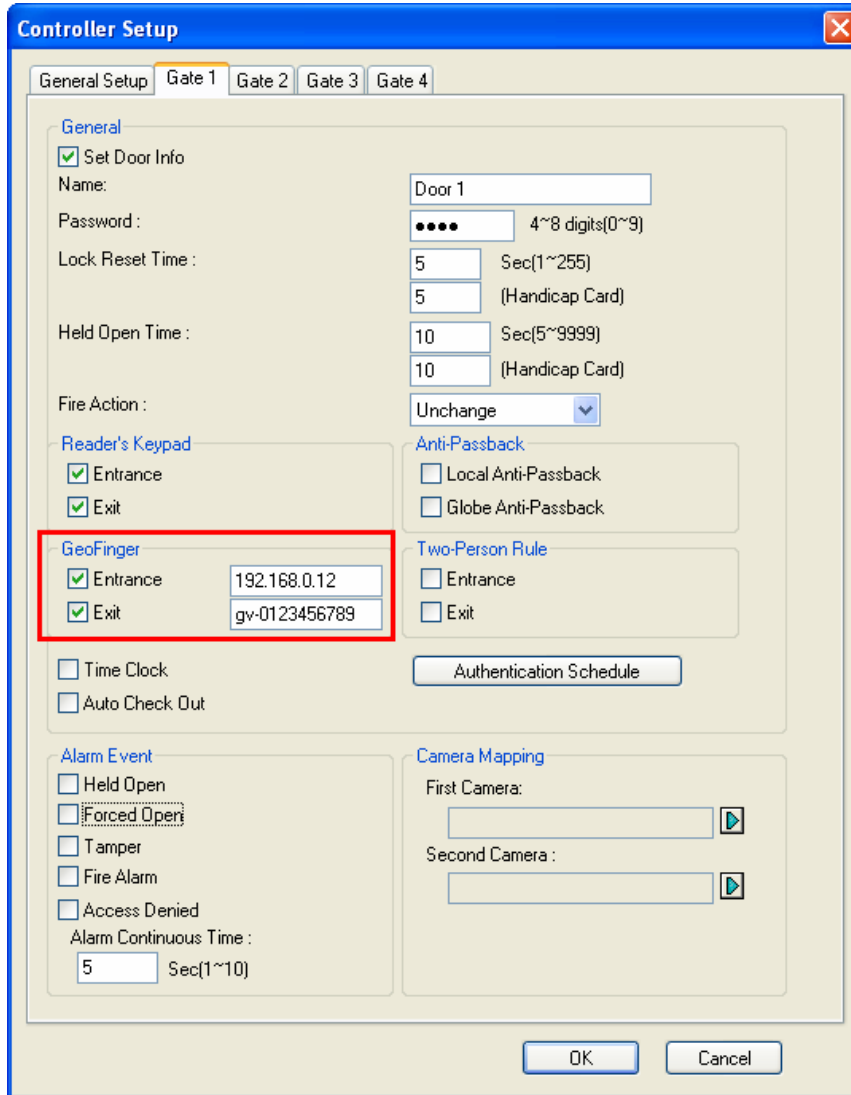 Controller Setup
General Setup Gate 1 Gate 2 Gate 3 Gate 4
General
Set Door Info
Name: Door 1
Password : •••• 4~8 digits(0~9)
Lock Reset Time : 5 Sec(1~255)
5 (Handicap Card)
Held Open Time : 10 Sec(5~9999)
10 (Handicap Card)
Fire Action : Unchange
Reader's Keypad
Entrance
Exit
Anti-Passback
Local Anti-Passback
Globe Anti-Passback
GeoFinger
Entrance 192.168.0.12
Exit gv-0123456789
Two-Person Rule
Entrance
Exit
Time Clock
Auto Check Out
Authentication Schedule
Alarm Event
Held Open
Forced Open
Tamper
Fire Alarm
Access Denied
Alarm Continuous Time :
5 Sec(1~10)
Camera Mapping
First Camera:
Second Camera :
OK Cancel